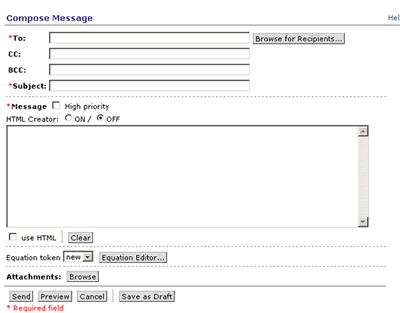 Compose Message Hel
*To: Browse for Recipients...
CC:
BCC:
*Subject:
*Message High priority
HTML Creator: ON / OFF
use HTML Clear
Equation token new Equation Editor...
Attachments: Browse
Send Preview Cancel Save as Draft
* Required field